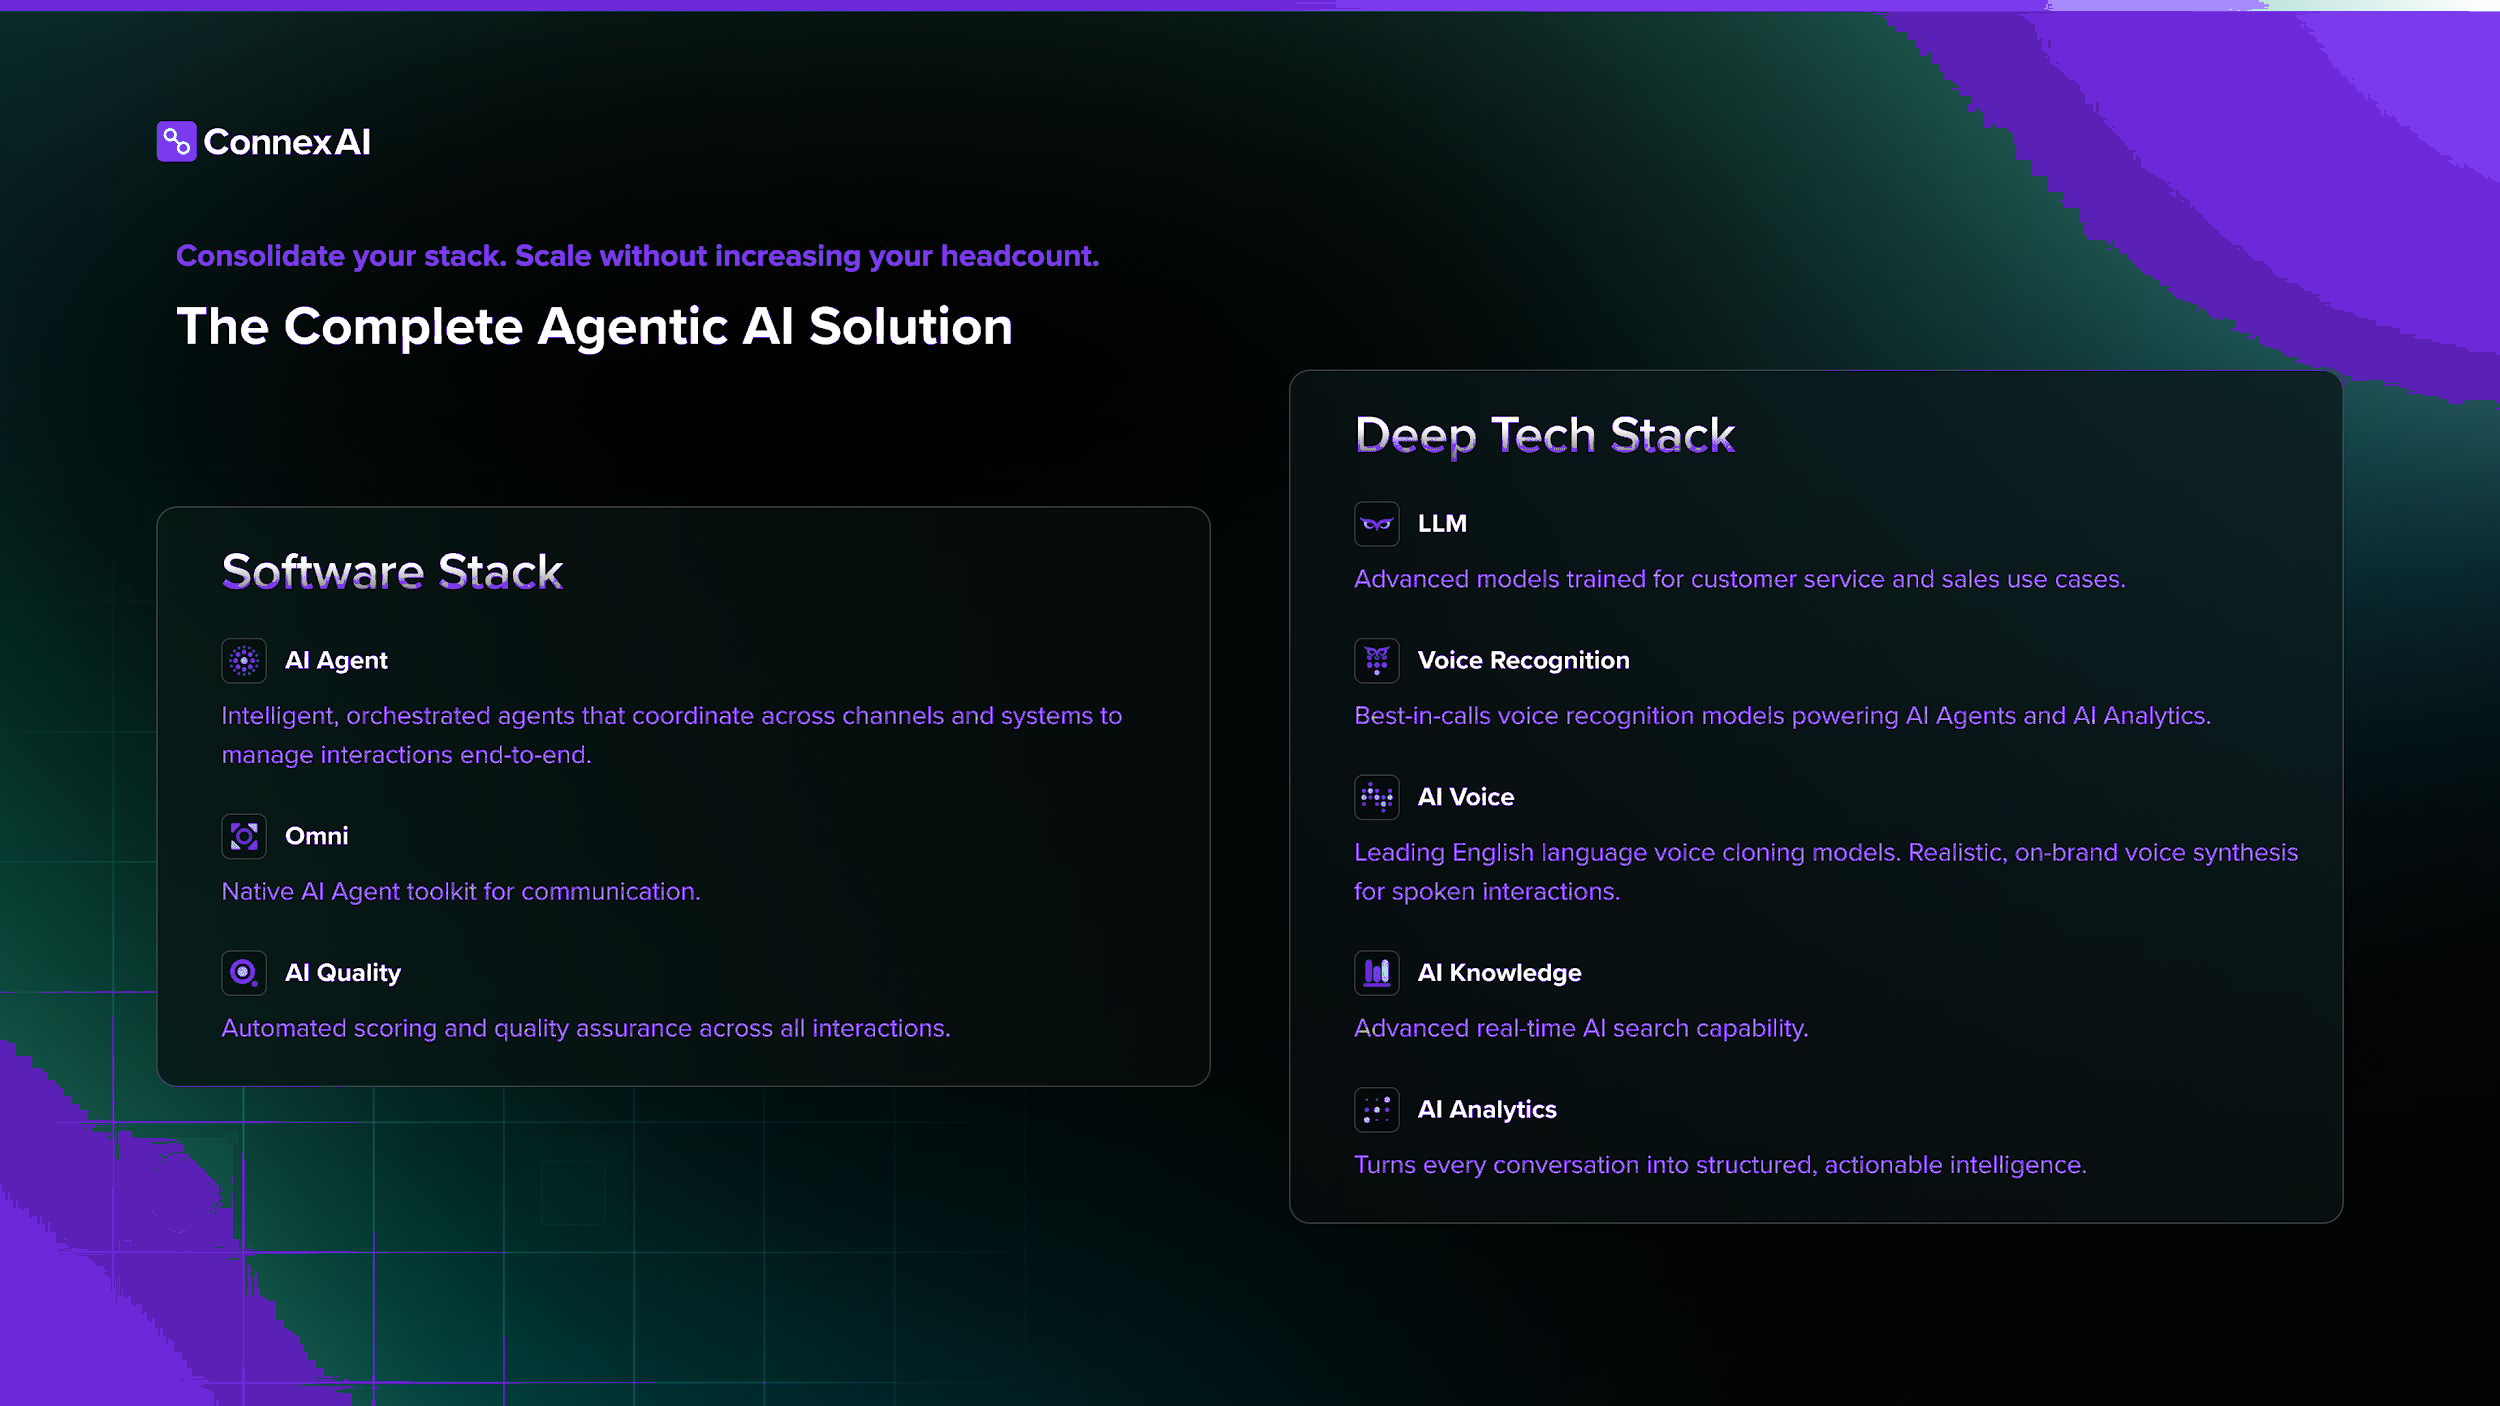 ConnexAI
Consolidate your stack. Scale without increasing your headcount.
The Complete Agentic AI Solution
Software Stack
AI Agent
Intelligent, orchestrated agents that coordinate across channels and systems to
manage interactions end-to-end.
Omni
Native AI Agent toolkit for communication.
AI Quality
Automated scoring and quality assurance across all interactions.
Deep Tech Stack
LLM
Advanced models trained for customer service and sales use cases.
Voice Recognition
Best-in-calls voice recognition models powering AI Agents and AI Analytics.
AI Voice
Leading English language voice cloning models. Realistic, on-brand voice synthesis
for spoken interactions.
AI Knowledge
Advanced real-time AI search capability.
AI Analytics
Turns every conversation into structured, actionable intelligence.